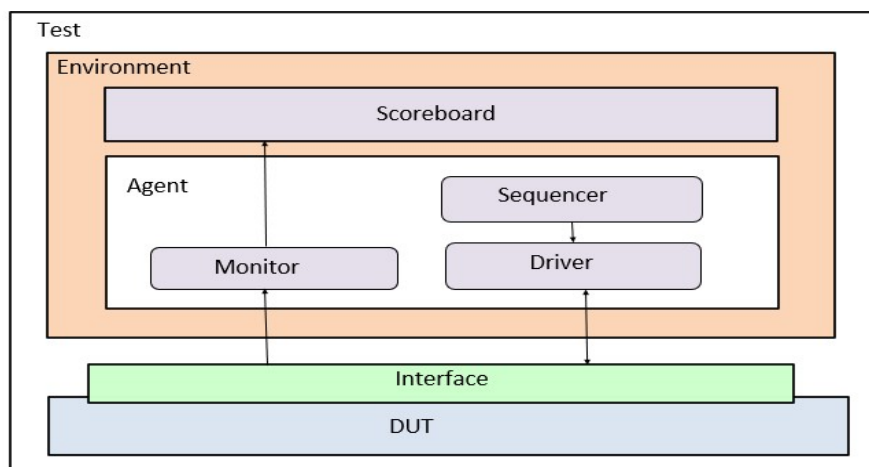 Test
Environment
Scoreboard
Agent
Sequencer
Monitor
Driver
Interface
DUT